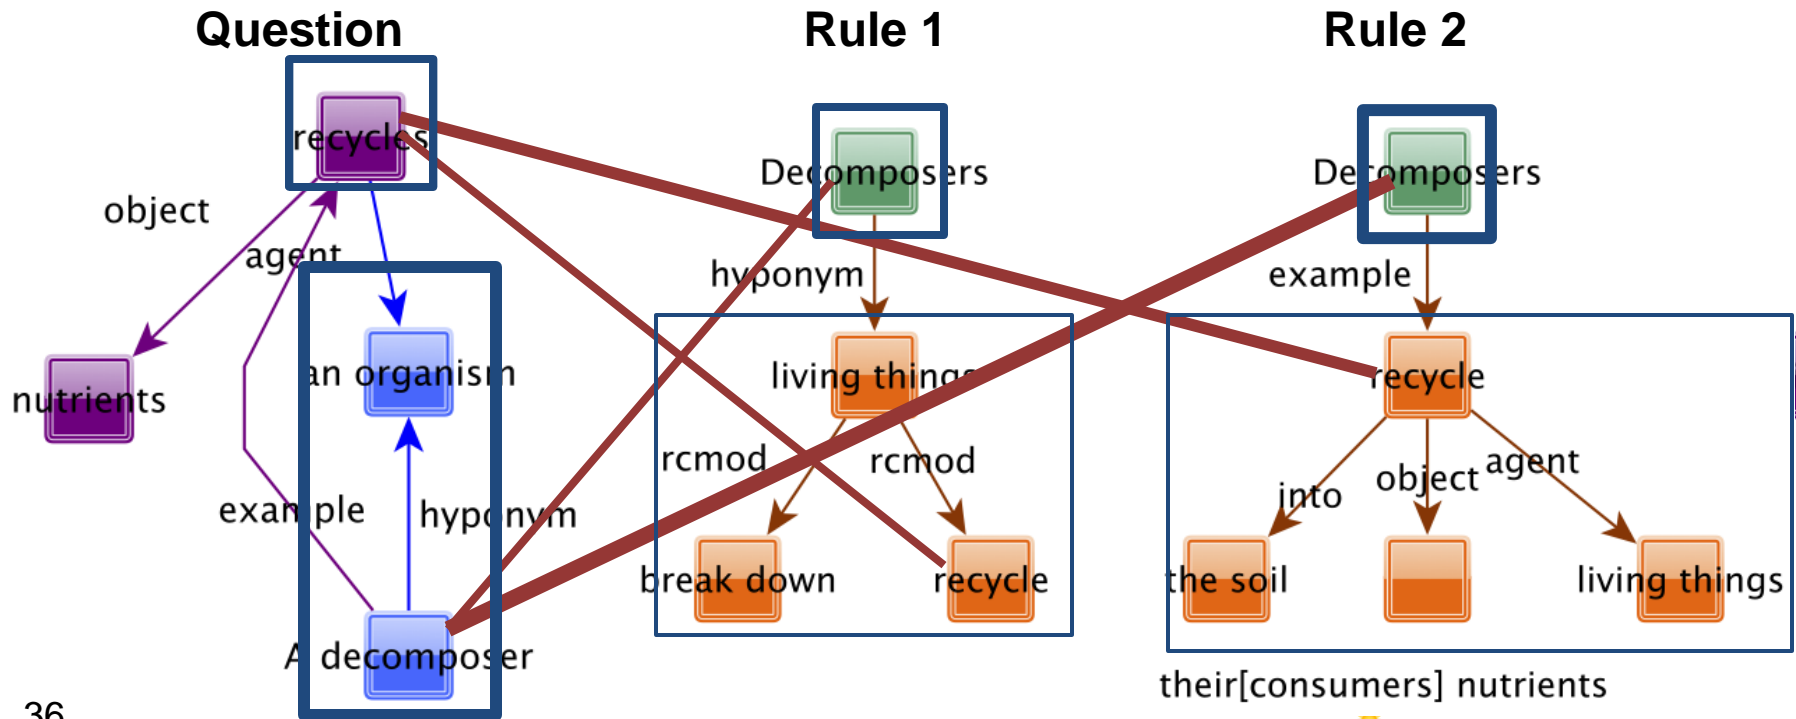 Question
Rule 1
Rule 2
recycles
object
agent
nutrients
an organism
example
hyponym
A decomposer
Decomposers
hyponym
living things
rcmod
rcmod
break down
recycle
Decomposers
example
recycle
into
object
agent
the soil
living things
their[consumers] nutrients
36